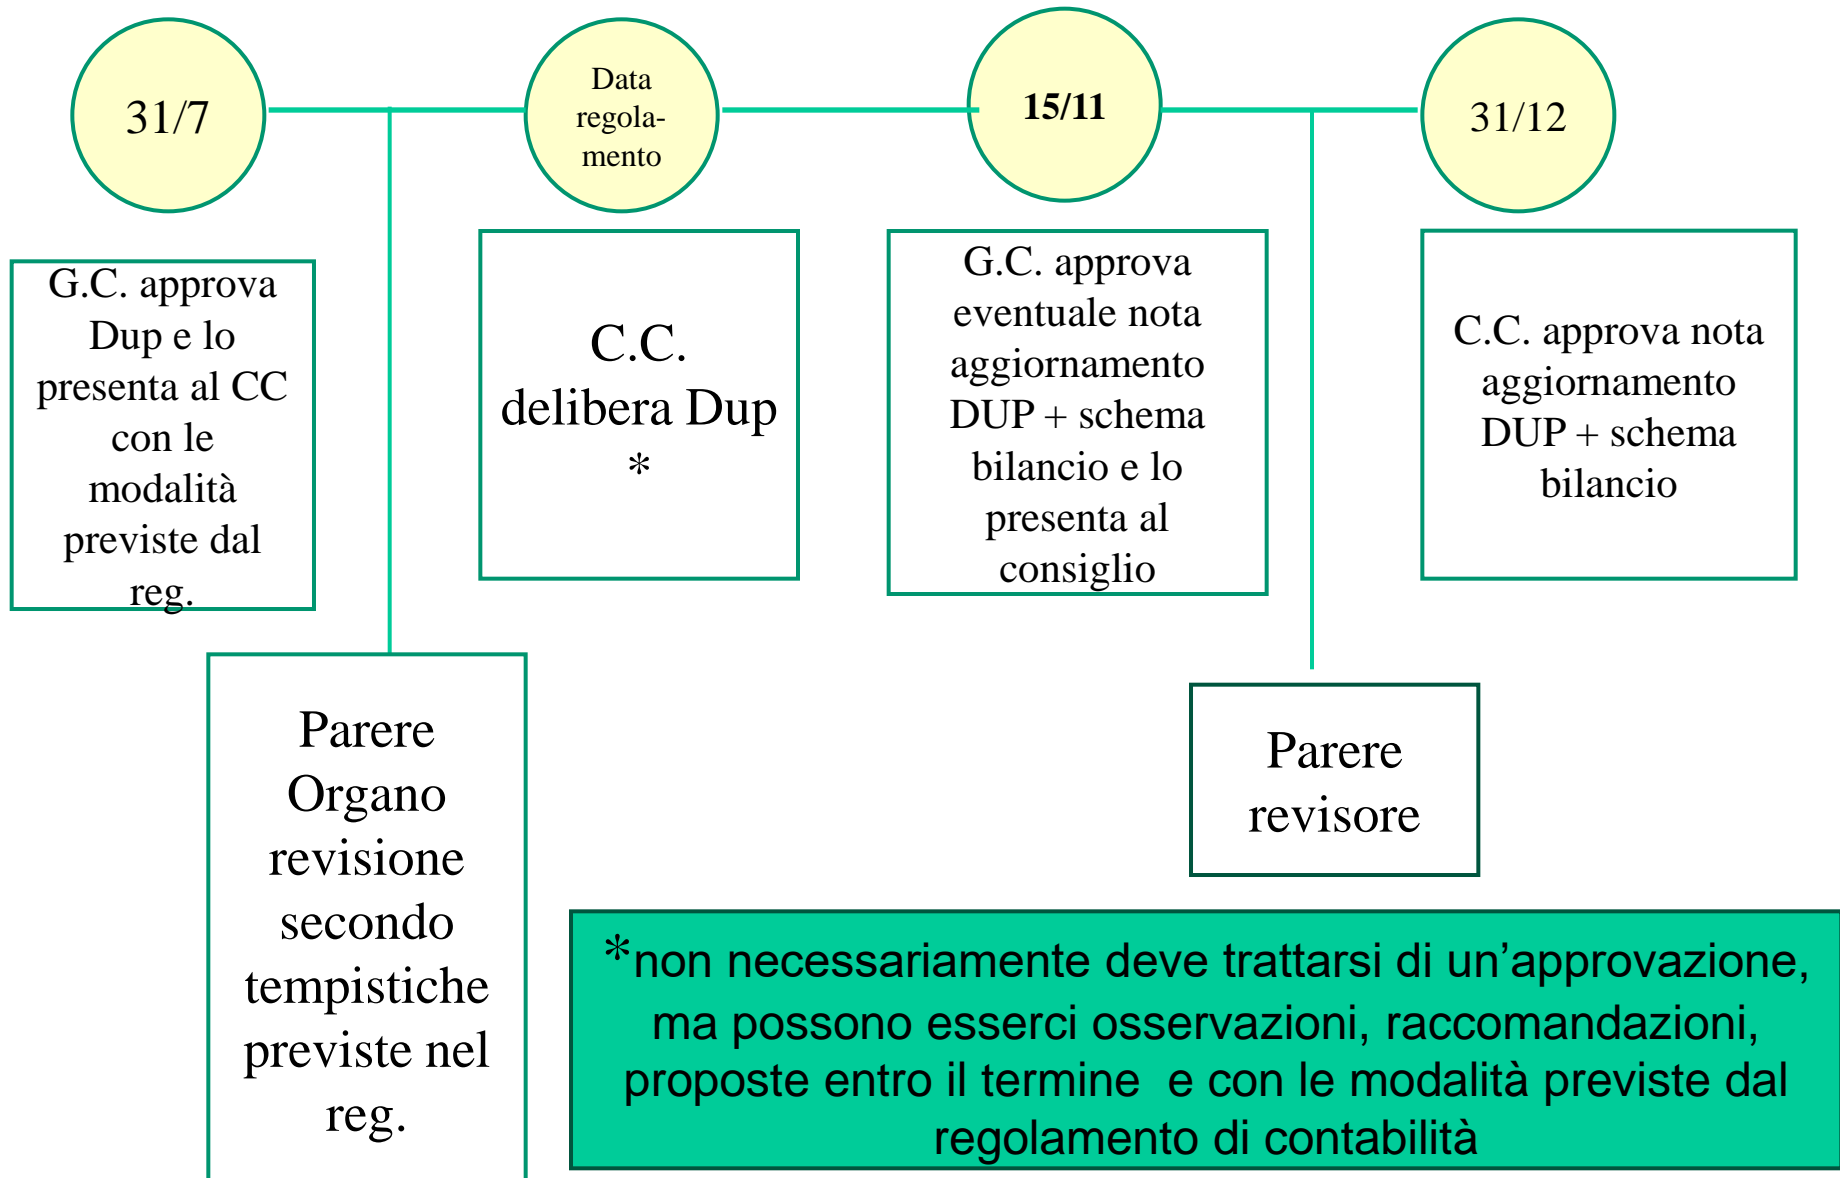 31/7
Data
regola-
mento
15/11
31/12
G.C. approva
Dup e lo
presenta al CC
con le
modalità
previste dal
reg.
C.C.
delibera Dup
*
G.C. approva
eventuale nota
aggiornamento
DUP + schema
bilancio e lo
presenta al
consiglio
C.C. approva nota
aggiornamento
DUP + schema
bilancio
Parere
Organo
revisione
secondo
tempistiche
previste nel
reg.
Parere
revisore
*non necessariamente deve trattarsi di un’approvazione,
ma possono esserci osservazioni, raccomandazioni,
proposte entro il termine e con le modalità previste dal
regolamento di contabilità